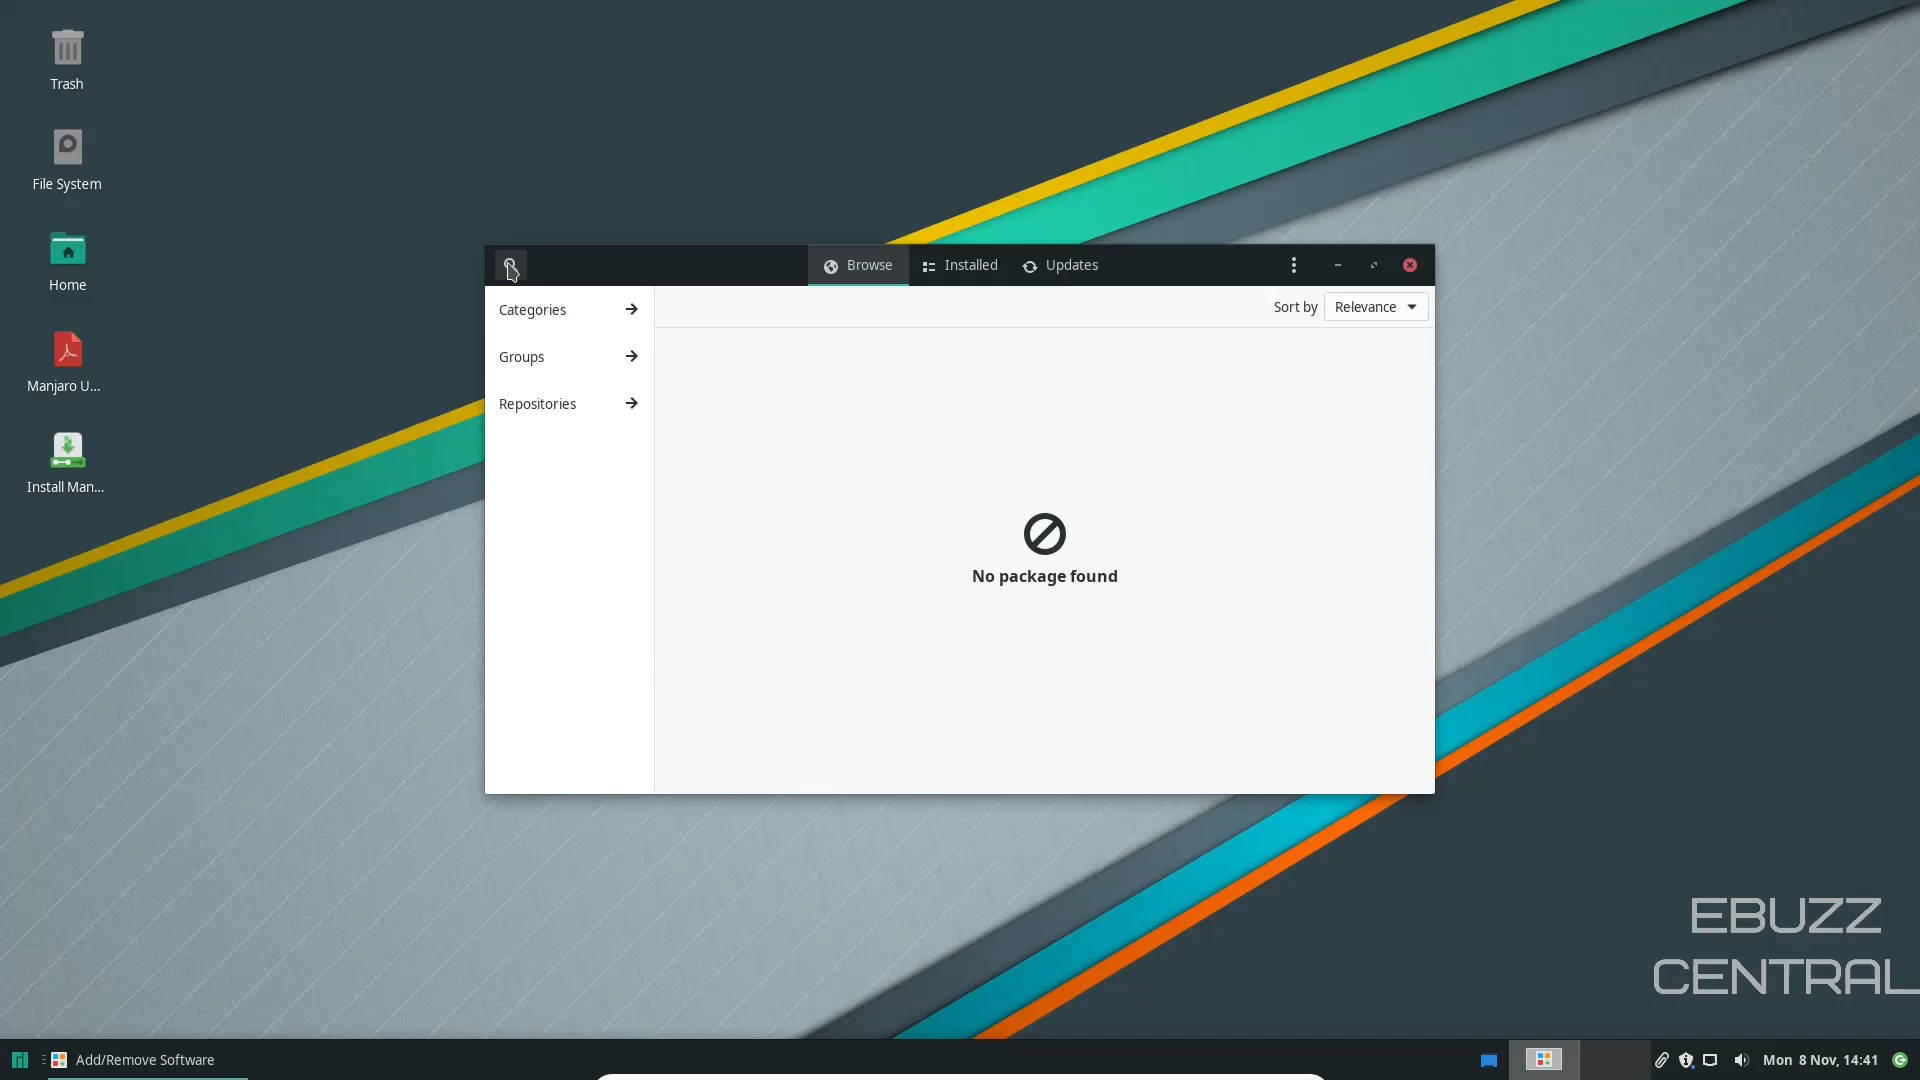 Trash
File System
Home
Manjaro U...
Install Man...
Browse
Installed
Updates
Categories
Groups
Repositories
Sort by
Relevance
No package found
EBUZZ
CENTRAL
Add/Remove Software
Mon 8 Nov, 14:41